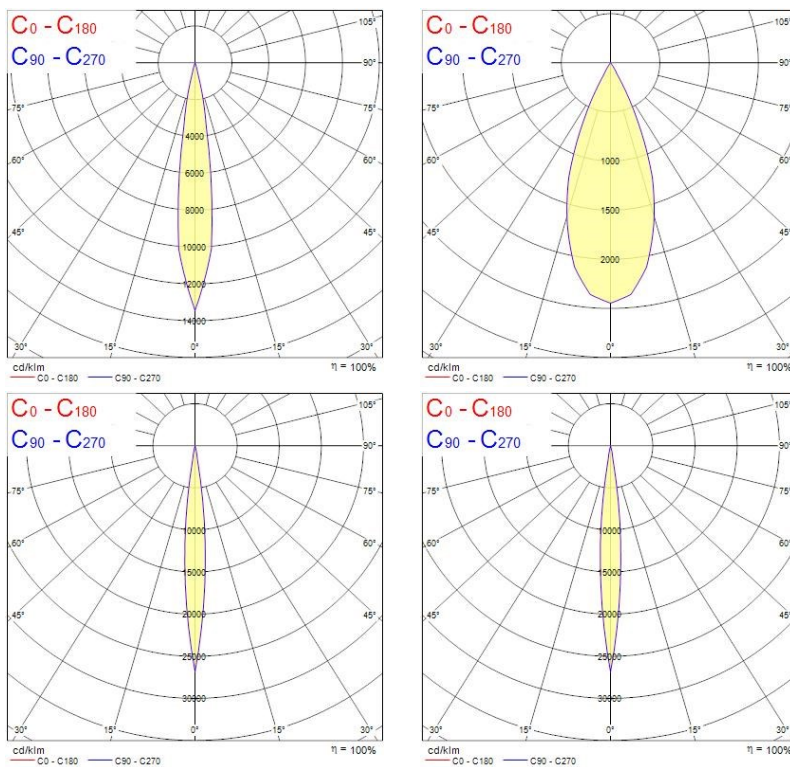 C0 - C180
C90 - C270
105°
90°
75°
75°
60°
60°
45°
45°
4000
6000
8000
10000
12000
14000
30°
15°
0°
15°
30°
cd/klm
η = 100%
C0 - C180
C90 - C270
C0 - C180
C90 - C270
105°
90°
75°
75°
60°
60°
45°
45°
1000
1500
2000
30°
15°
0°
15°
30°
cd/klm
η = 100%
C0 - C180
C90 - C270
C0 - C180
C90 - C270
105°
90°
75°
75°
60°
60°
45°
45°
10000
15000
20000
25000
30000
30°
15°
0°
15°
30°
cd/klm
η = 100%
C0 - C180
C90 - C270
C0 - C180
C90 - C270
105°
90°
75°
75°
60°
60°
45°
45°
10000
15000
20000
25000
30000
30°
15°
0°
15°
30°
cd/klm
η = 100%
C0 - C180
C90 - C270